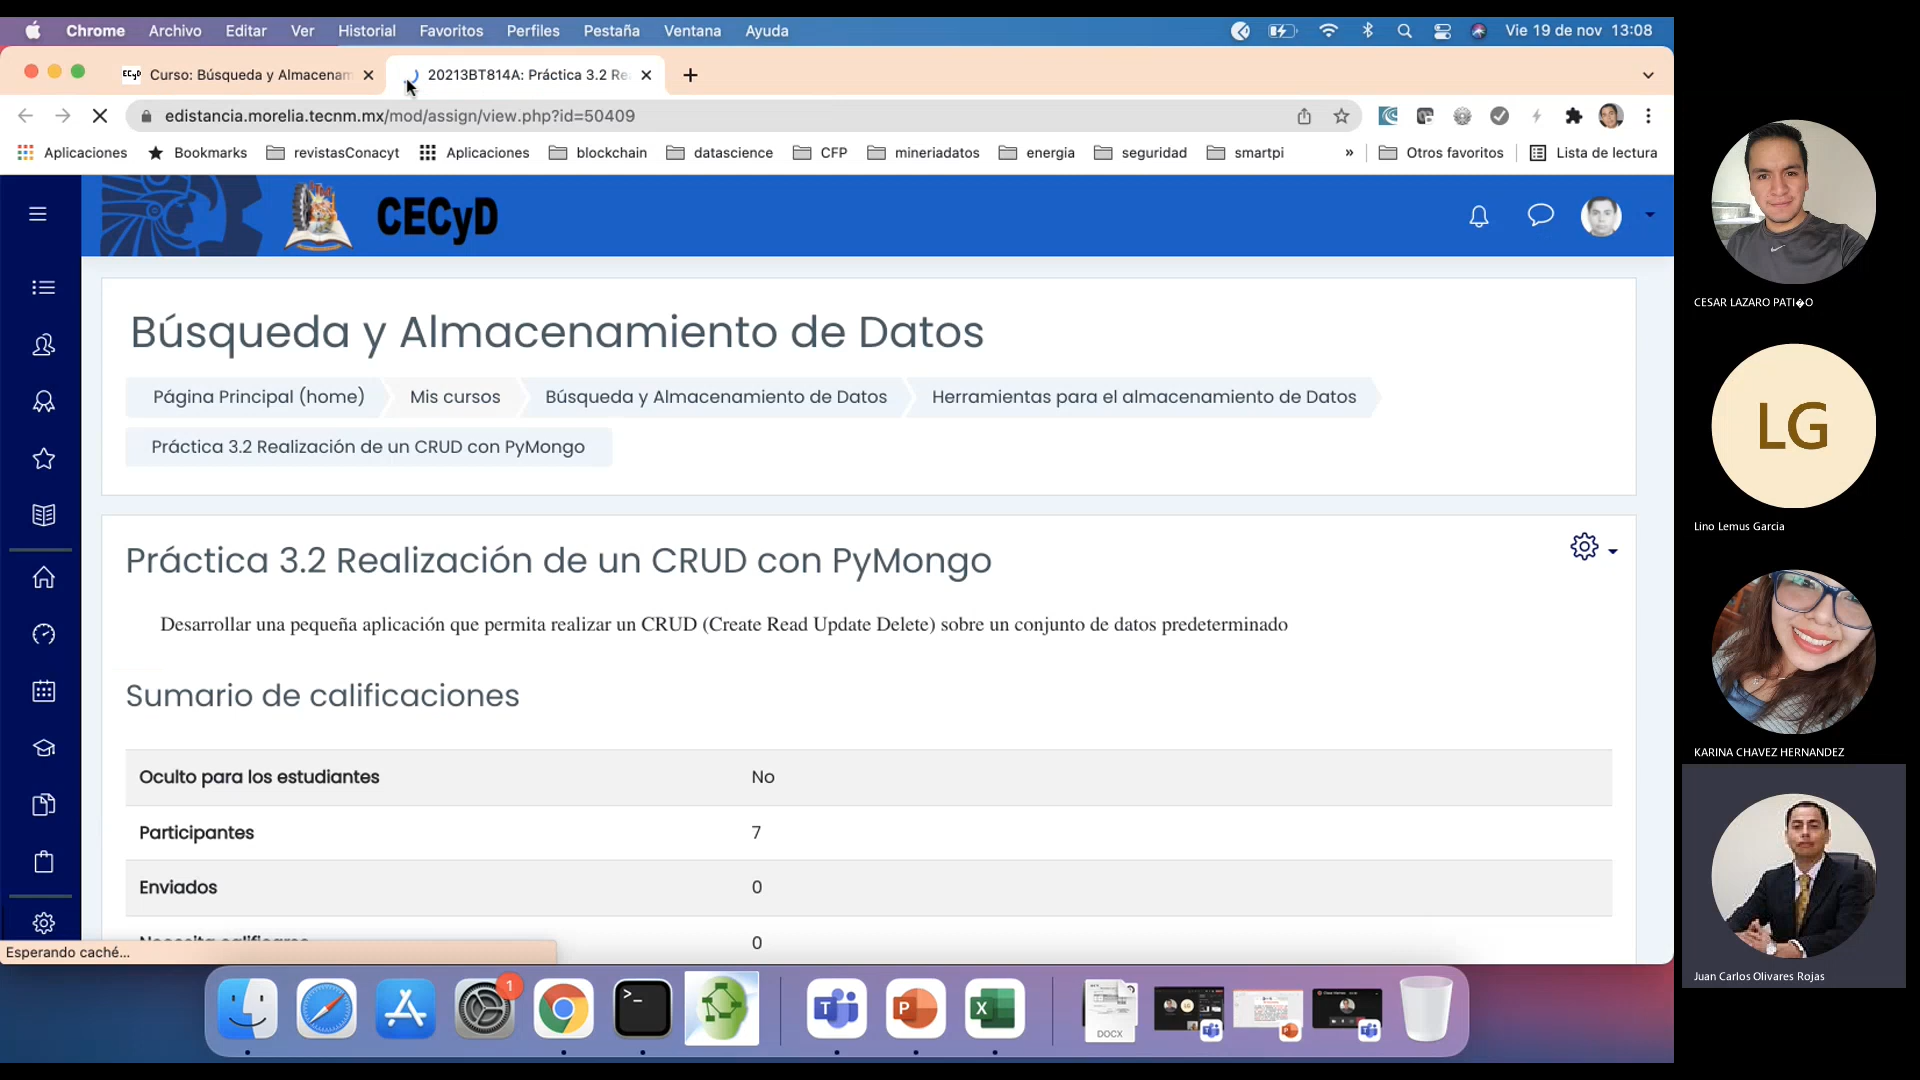 Chrome Archivo Editar Ver Historial Favoritos Perfiles Pestaña Ventana Ayuda Vie 19 de nov 13:08
ECyD Curso: Búsqueda y Almacenam 20213BT814A: Práctica 3.2 Re
edistancia.morelia.tecnm.mx/mod/assign/view.php?id=50409
Aplicaciones Bookmarks revistasConacyt Aplicaciones blockchain datascience CFP mineriadatos energia seguridad smartpi » Otros favoritos Lista de lectura
CECyD
Búsqueda y Almacenamiento de Datos
Página Principal (home) Mis cursos Búsqueda y Almacenamiento de Datos Herramientas para el almacenamiento de Datos
Práctica 3.2 Realización de un CRUD con PyMongo
Práctica 3.2 Realización de un CRUD con PyMongo
Desarrollar una pequeña aplicación que permita realizar un CRUD (Create Read Update Delete) sobre un conjunto de datos predeterminado
Sumario de calificaciones
Oculto para los estudiantes No
Participantes 7
Enviados 0
0
Esperando caché...
1
DOCX
CESAR LAZARO PATI�O
LG
Lino Lemus Garcia
KARINA CHAVEZ HERNANDEZ
Juan Carlos Olivares Rojas